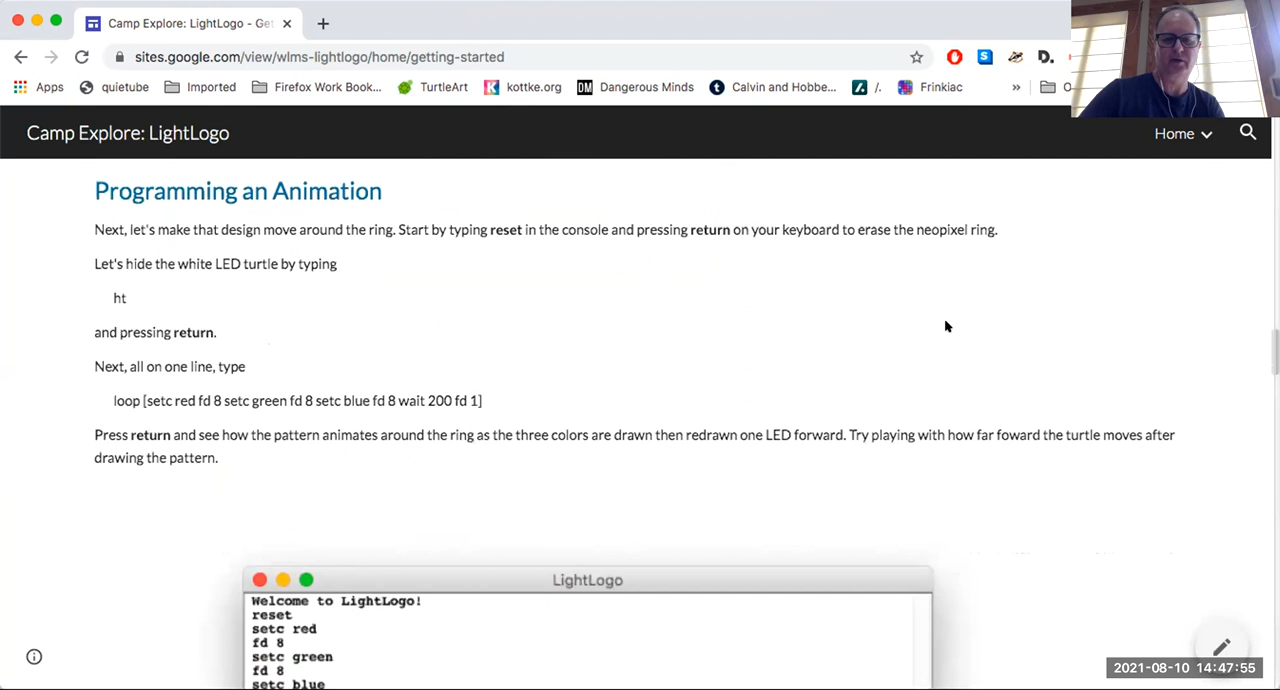 Camp Explore: LightLogo - Get
sites.google.com/view/wlms-lightlogo/home/getting-started
Apps quietube Imported Firefox Work Book... TurtleArt kottke.org DM Dangerous Minds Calvin and Hobbe... /. Frinkiac »
Camp Explore: LightLogo
Home
Programming an Animation
Next, let's make that design move around the ring. Start by typing reset in the console and pressing return on your keyboard to erase the neopixel ring.
Let's hide the white LED turtle by typing
ht
and pressing return.
Next, all on one line, type
loop [setc red fd 8 setc green fd 8 setc blue fd 8 wait 200 fd 1]
Press return and see how the pattern animates around the ring as the three colors are drawn then redrawn one LED forward. Try playing with how far foward the turtle moves after
drawing the pattern.
LightLogo
Welcome to LightLogo!
reset
setc red
fd 8
setc green
fd 8
setc blue
2021-08-10 14:47:55